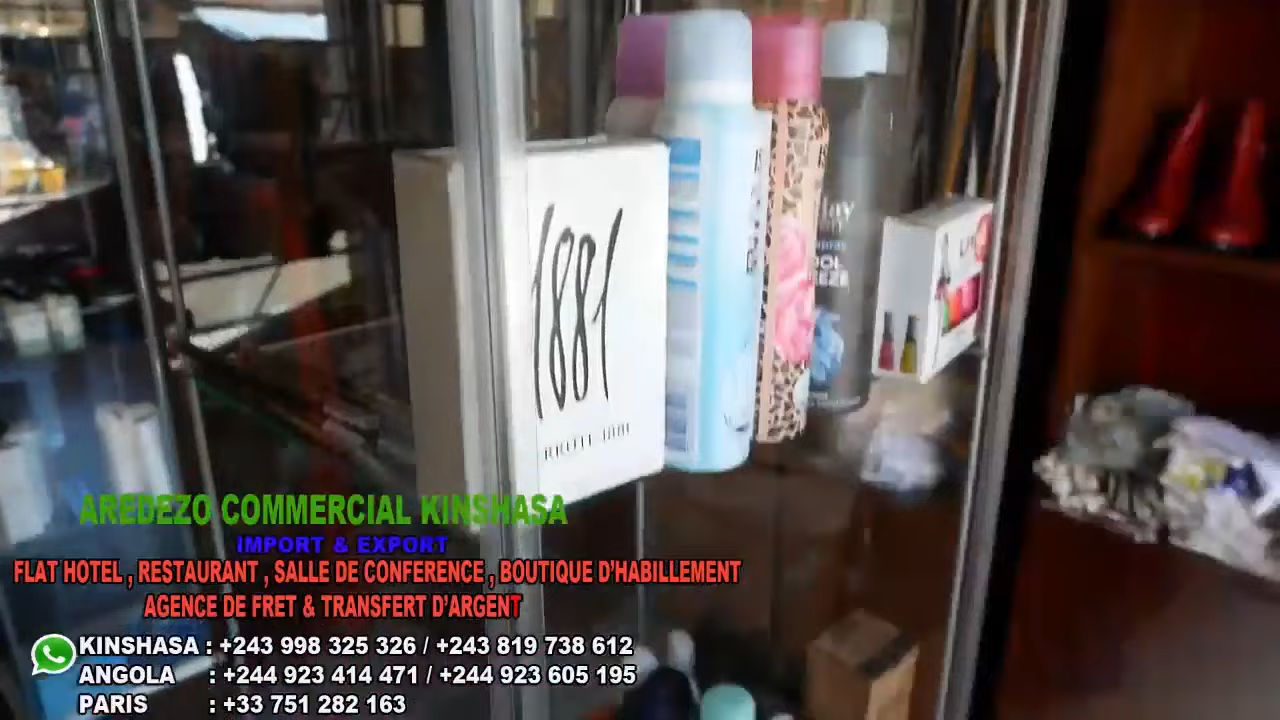 1881
lay
AREDEZO COMMERCIAL KINSHASA
IMPORT & EXPORT
FLAT HOTEL , RESTAURANT , SALLE DE CONFERENCE , BOUTIQUE D'HABILLEMENT
AGENCE DE FRET & TRANSFERT D'ARGENT
KINSHASA : +243 998 325 326 / +243 819 738 612
ANGOLA : +244 923 414 471 / +244 923 605 195
PARIS : +33 751 282 163